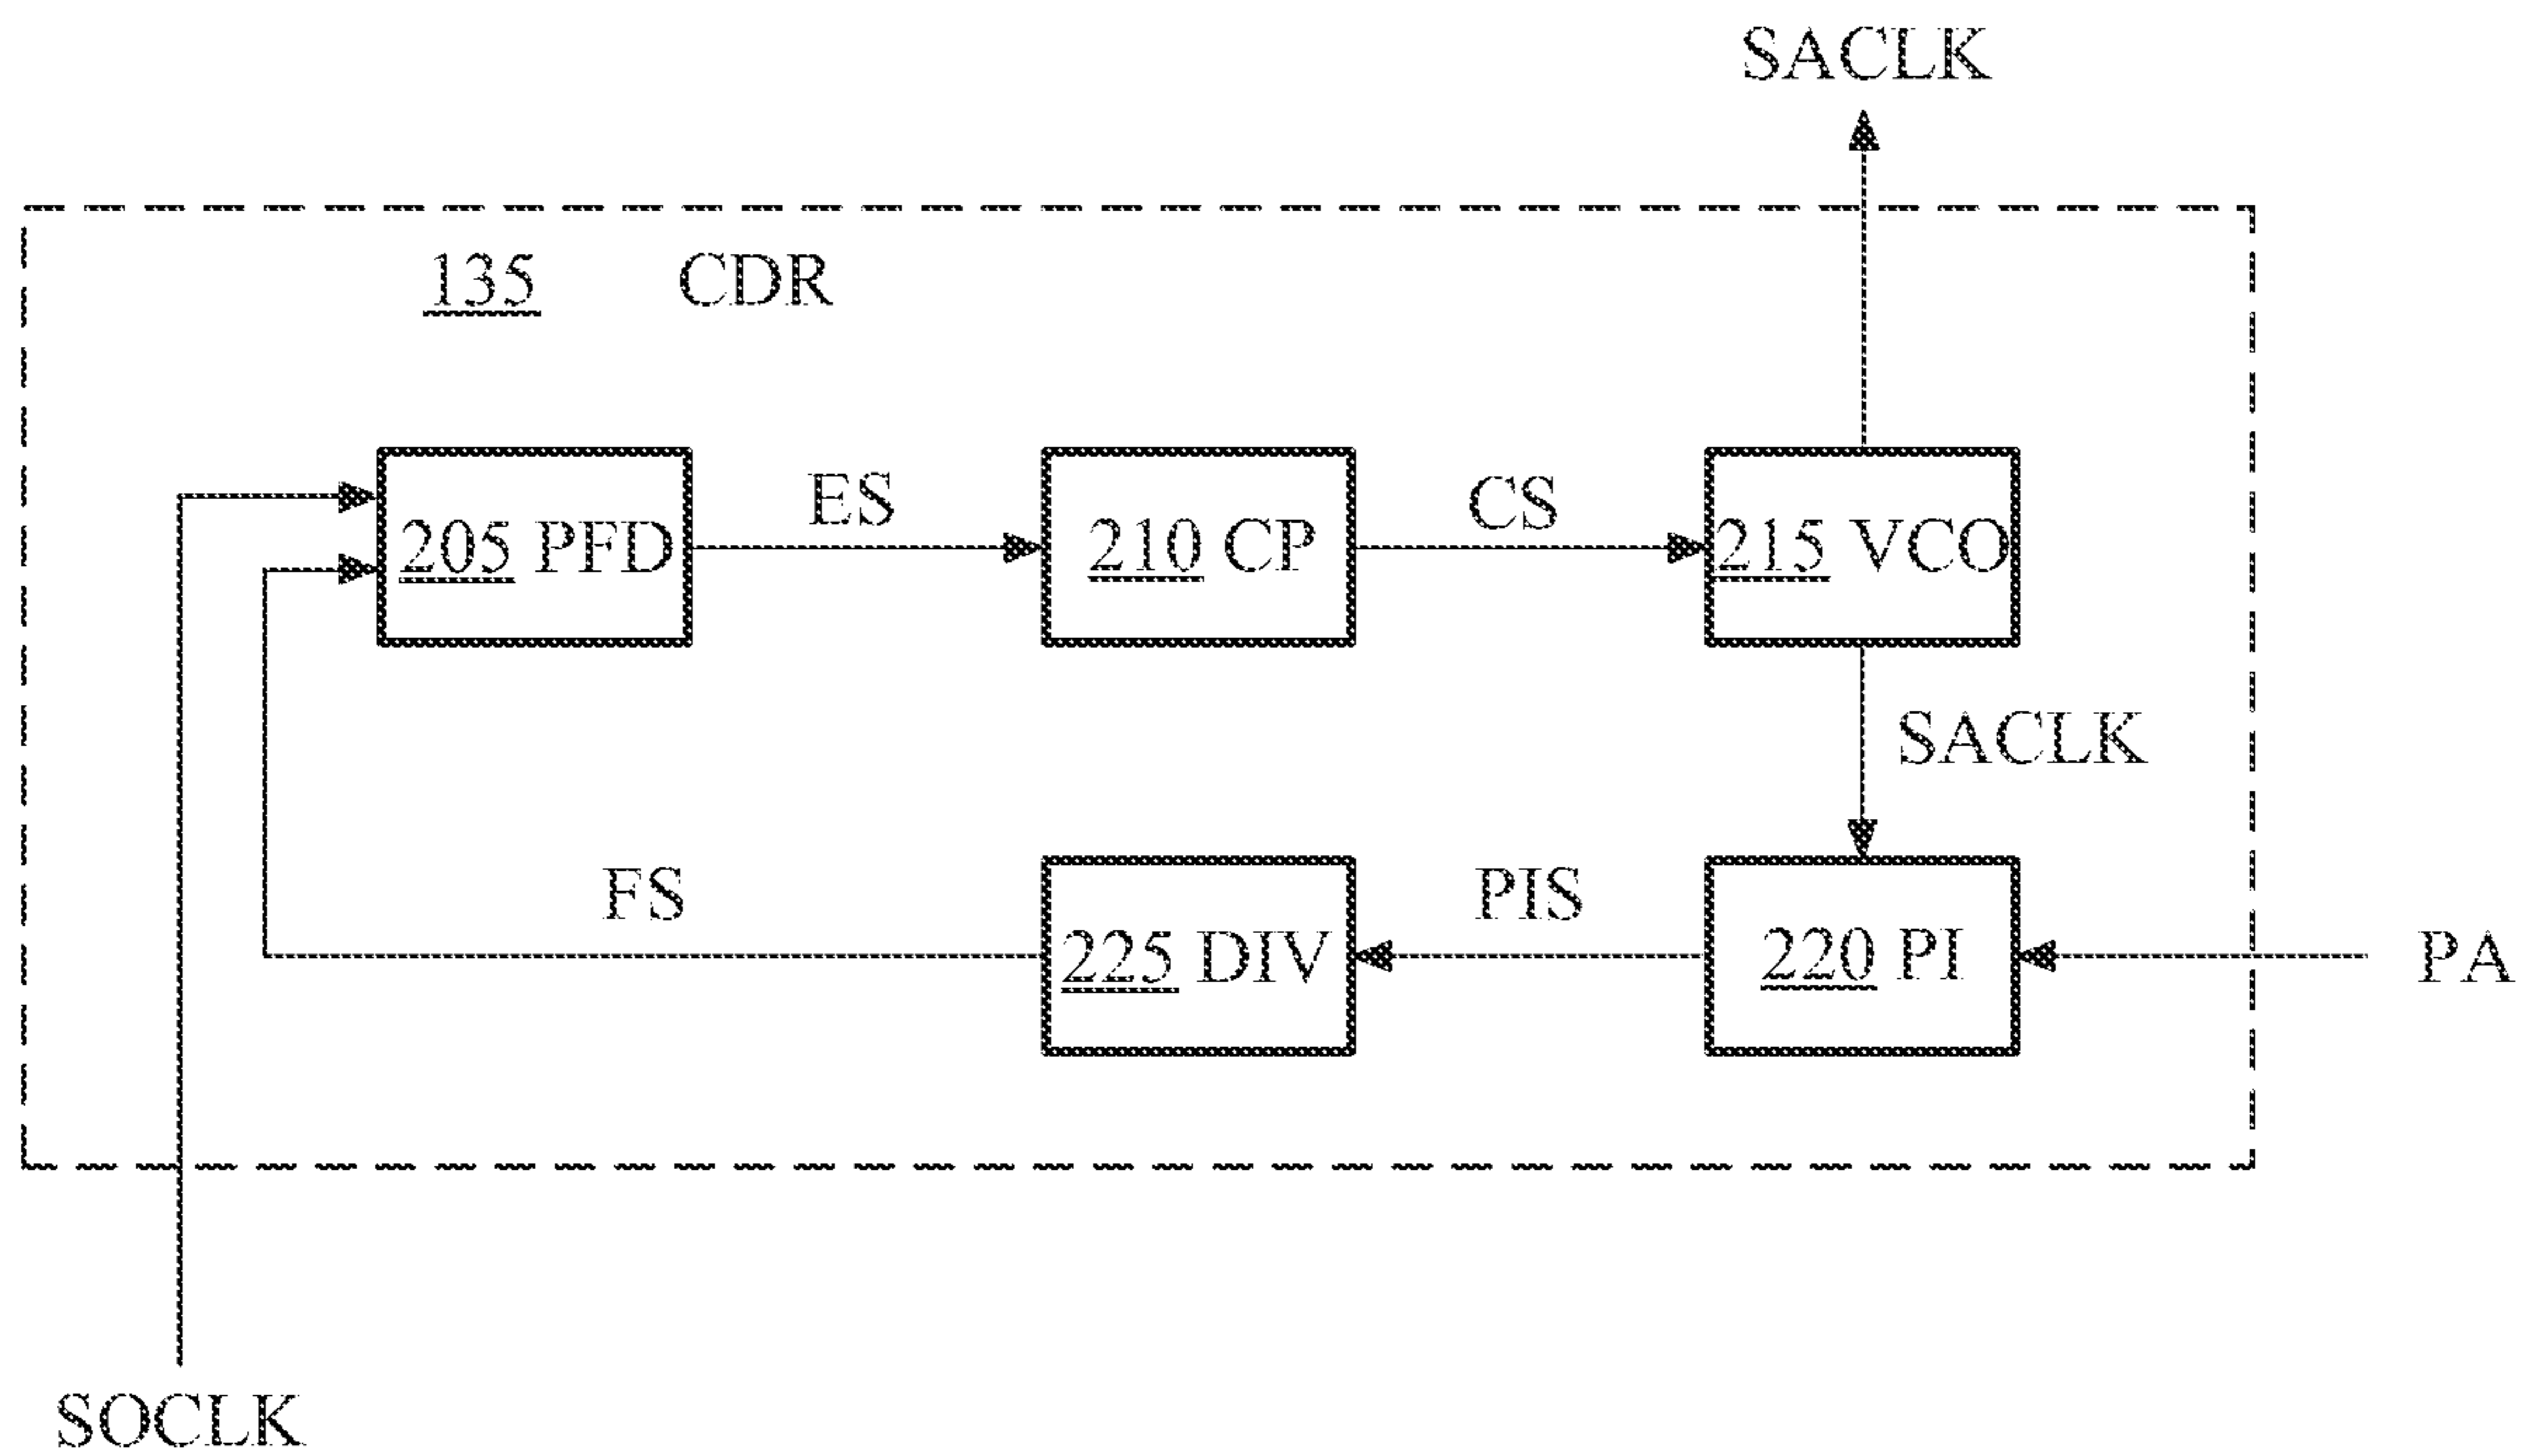 SACLK
135 CDR
ES
CS
205 PFD
210 CP
215 VCO
SACLK
FS
PIS
225 DIV
220 PI
PA
SOCLK